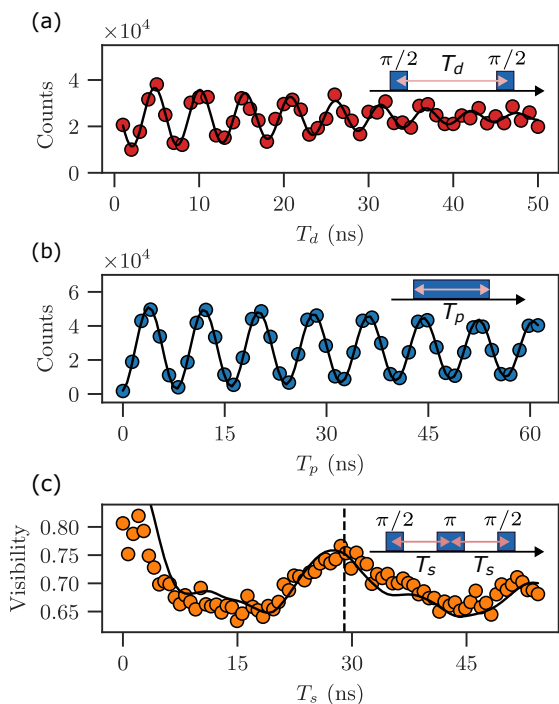 (a)
×10⁴
π/2 π/2
T_d
4
2
0
Counts
0 10 20 30 40 50
T_d (ns)
(b)
×10⁴
T_p
6
4
2
0
Counts
0 15 30 45 60
T_p (ns)
(c)
π/2 π π/2
T_s T_s
0.80
0.75
0.70
0.65
Visibility
0 15 30 45
T_s (ns)